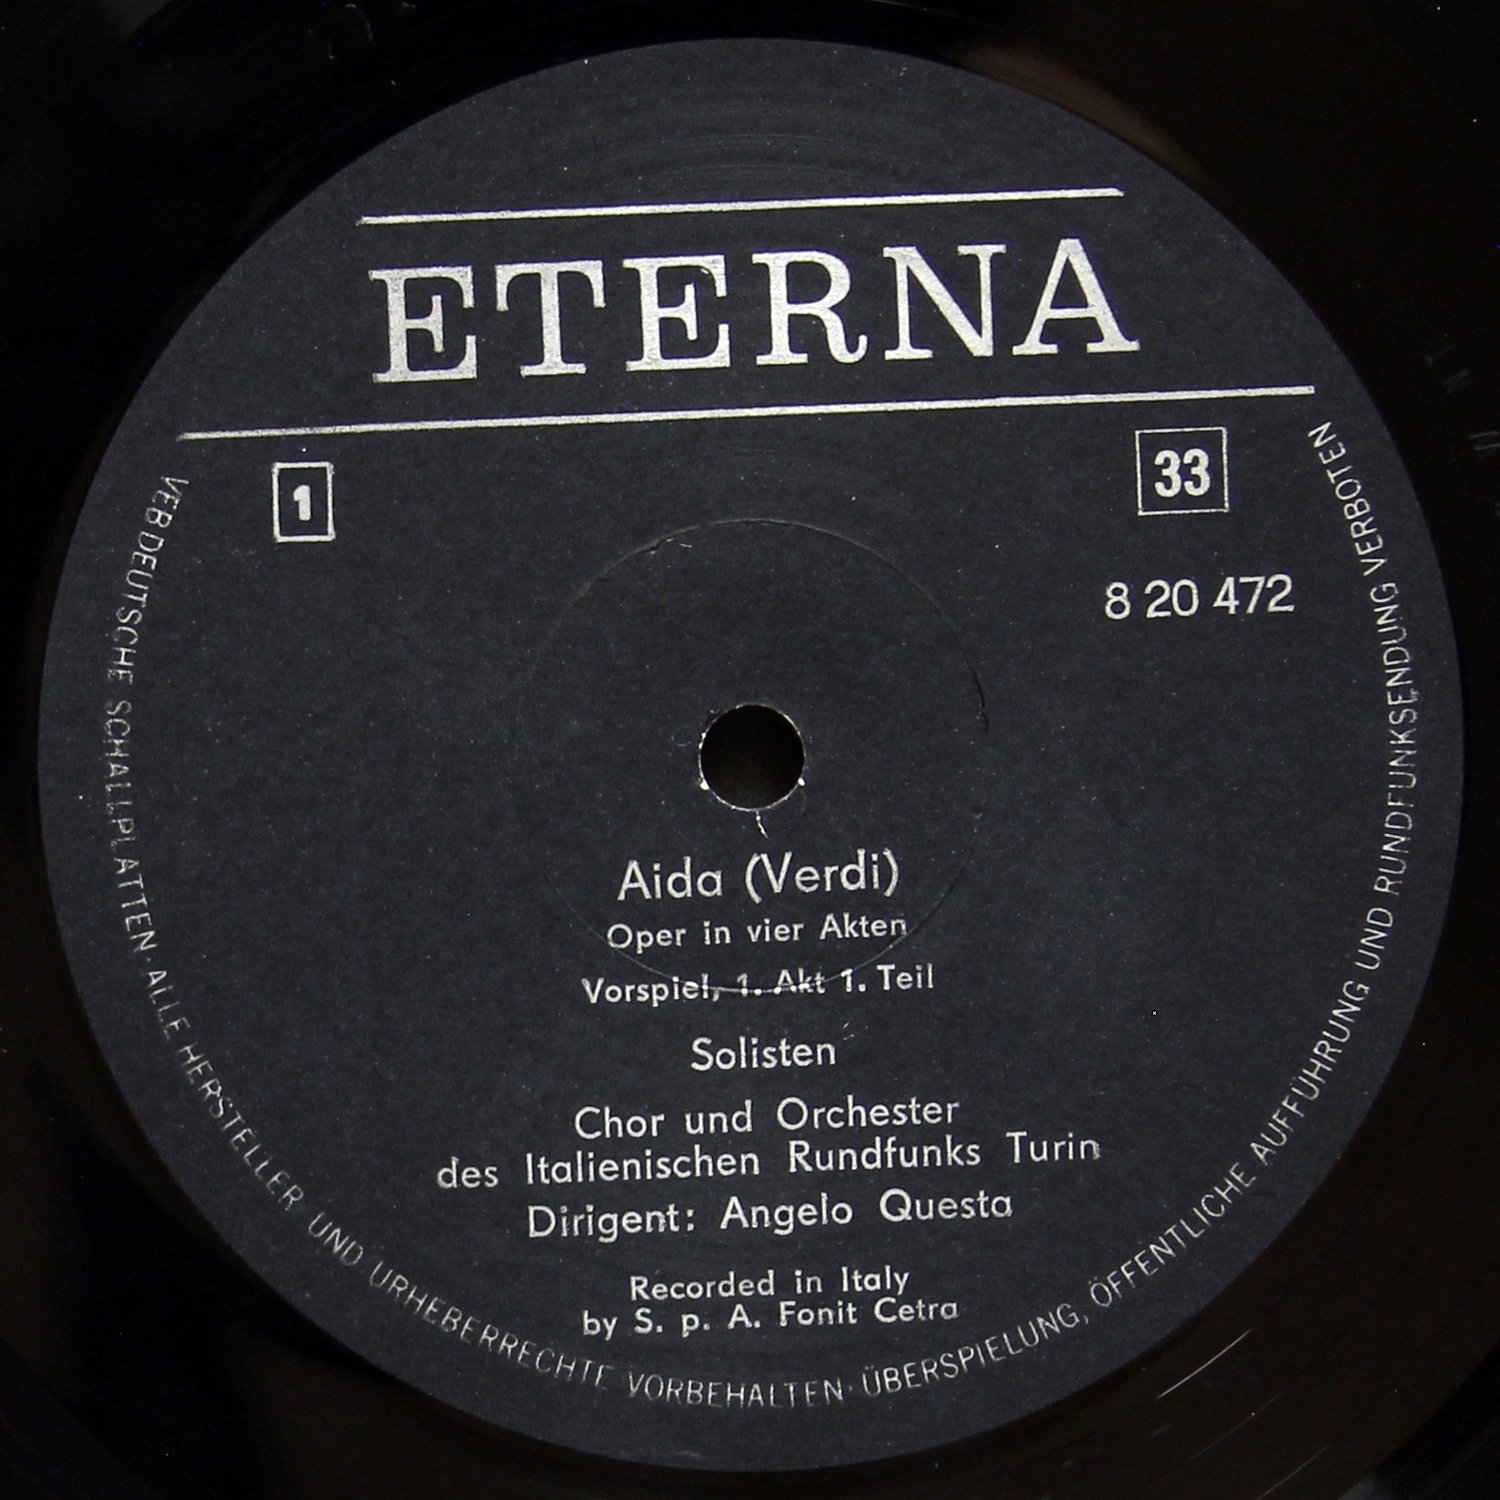 ETERNA
1
33
8 20 472
Aida (Verdi)
Oper in vier Akten
Vorspiel, 1. Akt 1. Teil
Solisten
Chor und Orchester
des Italienischen Rundfunks Turin
Dirigent: Angelo Questa
Recorded in Italy
by S. p. A. Fonit Cetra
VEB DEUTSCHE SCHALLPLATTEN · ALLE HERSTELLER UND URHEBERRECHTE VORBEHALTEN · ÜBERSPIELUNG, ÖFFENTLICHE AUFFÜHRUNG UND RUNDFUNKSENDUNG VERBOTEN